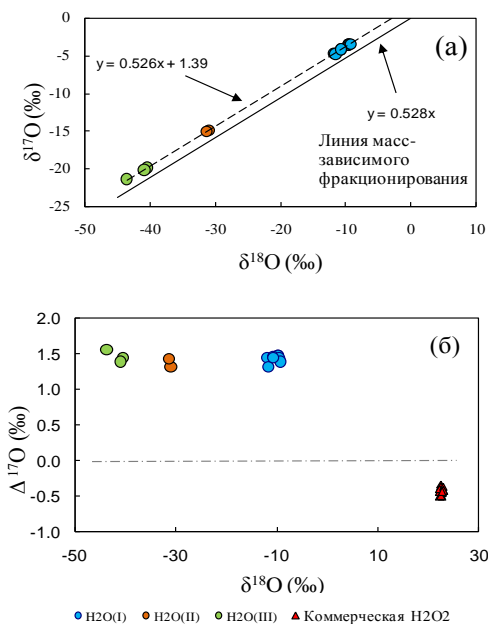 0
(а)
y = 0.526x + 1.39
-5
-10
y = 0.528x
δ¹⁷O (‰)
-15
Линия масс-
зависимого
фракционирования
-20
-25
-50 -40 -30 -20 -10 0 10
δ¹⁸O (‰)
2.0
(б)
1.5
1.0
Δ ¹⁷O (‰)
0.5
0.0
-0.5
-1.0
-50 -30 -10 10 30
δ¹⁸O (‰)
H2O(I) H2O(II) H2O(III) Коммерческая H2O2